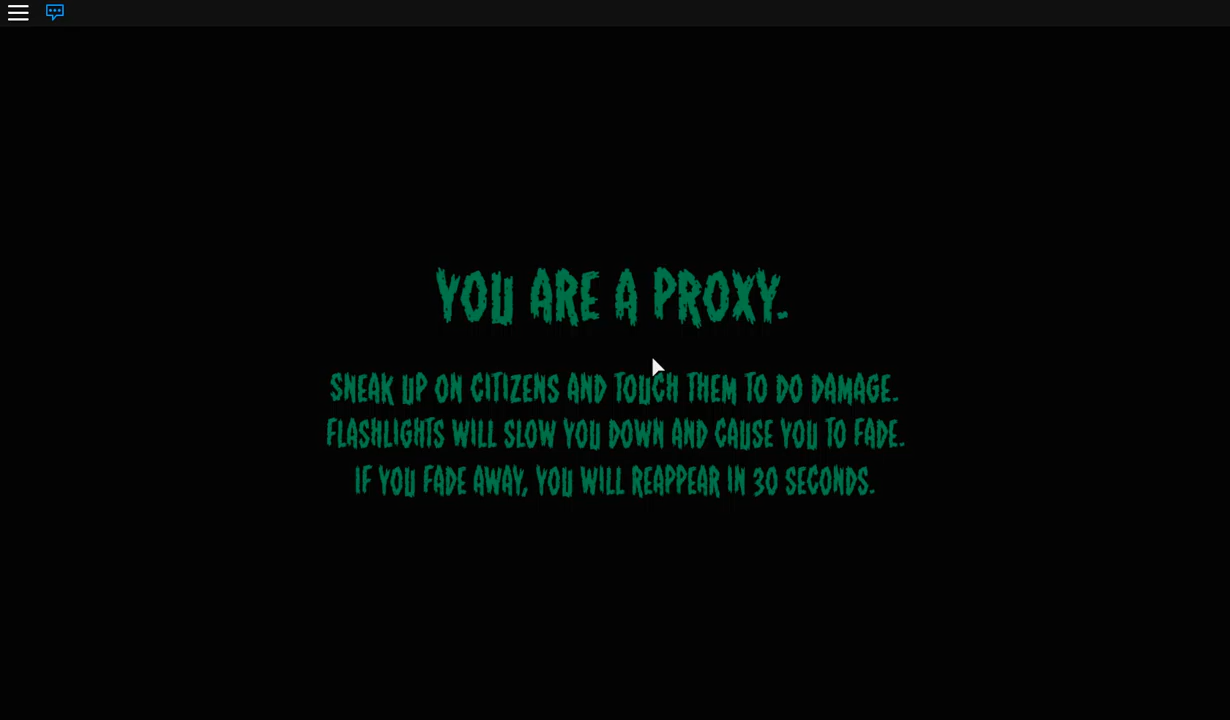 YOU ARE A PROXY.
SNEAK UP ON CITIZENS AND TOUCH THEM TO DO DAMAGE.
FLASHLIGHTS WILL SLOW YOU DOWN AND CAUSE YOU TO FADE.
IF YOU FADE AWAY, YOU WILL REAPPEAR IN 30 SECONDS.